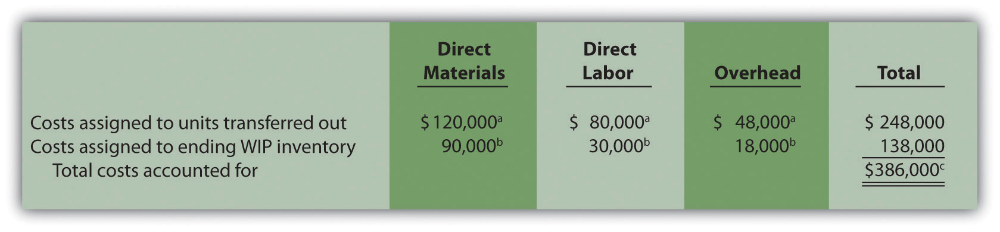 Direct Materials
Direct Labor
Overhead
Total
Costs assigned to units transferred out $ 120,000ᵃ $ 80,000ᵃ $ 48,000ᵃ $ 248,000
Costs assigned to ending WIP inventory 90,000ᵇ 30,000ᵇ 18,000ᵇ 138,000
Total costs accounted for $386,000ᶜ